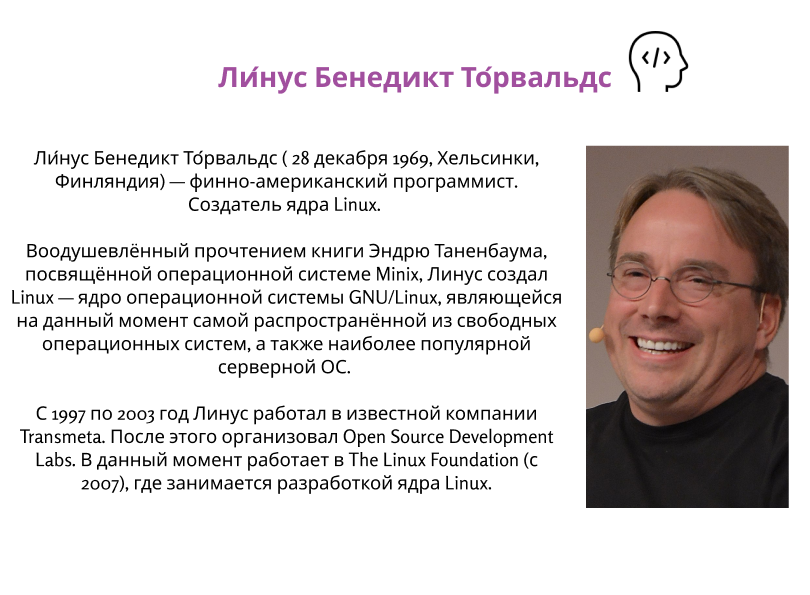 Ли́нус Бенедикт То́рвальдс
</>
Ли́нус Бенедикт То́рвальдс ( 28 декабря 1969, Хельсинки,
Финляндия) — финно-американский программист.
Создатель ядра Linux.
Воодушевлённый прочтением книги Эндрю Таненбаума,
посвящённой операционной системе Minix, Линус создал
Linux — ядро операционной системы GNU/Linux, являющейся
на данный момент самой распространённой из свободных
операционных систем, а также наиболее популярной
серверной ОС.
С 1997 по 2003 год Линус работал в известной компании
Transmeta. После этого организовал Open Source Development
Labs. В данный момент работает в The Linux Foundation (с
2007), где занимается разработкой ядра Linux.